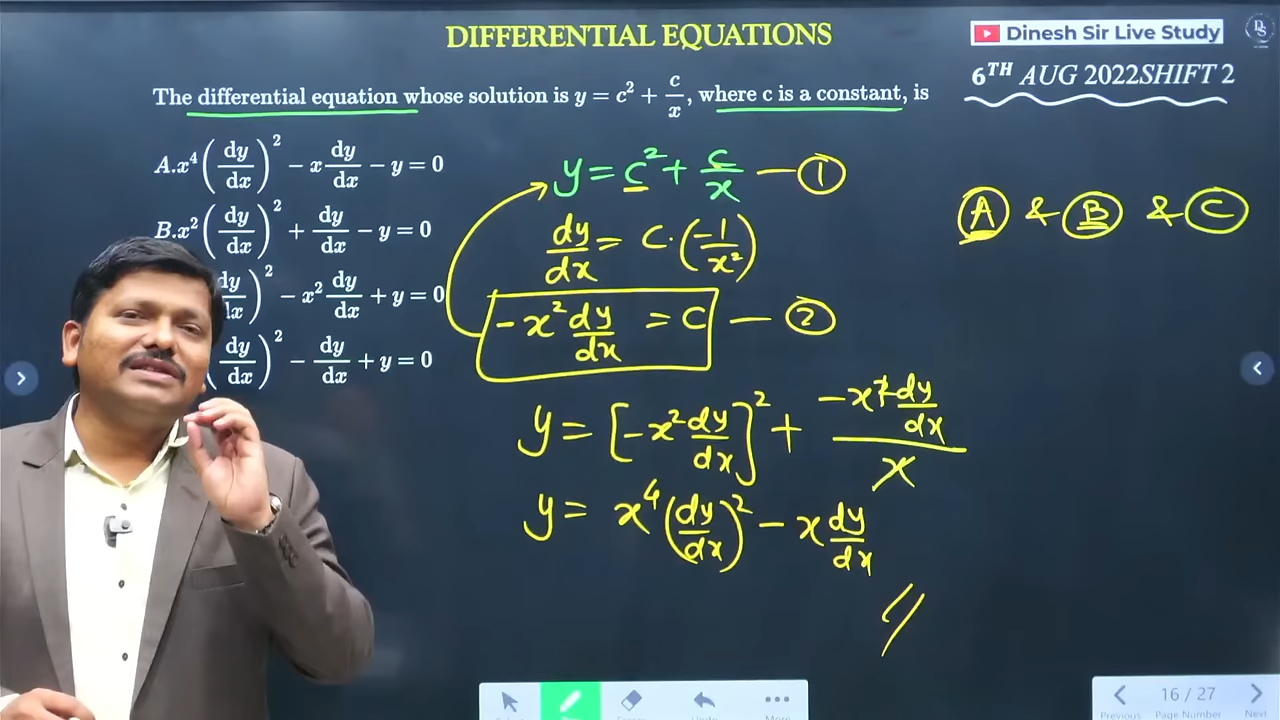 DIFFERENTIAL EQUATIONS
Dinesh Sir Live Study
DS
6TH AUG 2022SHIFT 2
The differential equation whose solution is y = c² + c/x, where c is a constant, is
A. x⁴ (dy/dx)² − x dy/dx − y = 0
B. x² (dy/dx)² + dy/dx − y = 0
dy/dx)² − x² dy/dx + y = 0
(dy/dx)² − dy/dx + y = 0
y = c² + c/x — ①
dy/dx = C·(−1/x²)
−x² dy/dx = C — ②
y = [−x² dy/dx]² + −x² dy/dx / x
y = x⁴ (dy/dx)² − x dy/dx
Ⓐ & Ⓑ & Ⓒ
Undo
More
Previous
16 / 27
Page Number
Next